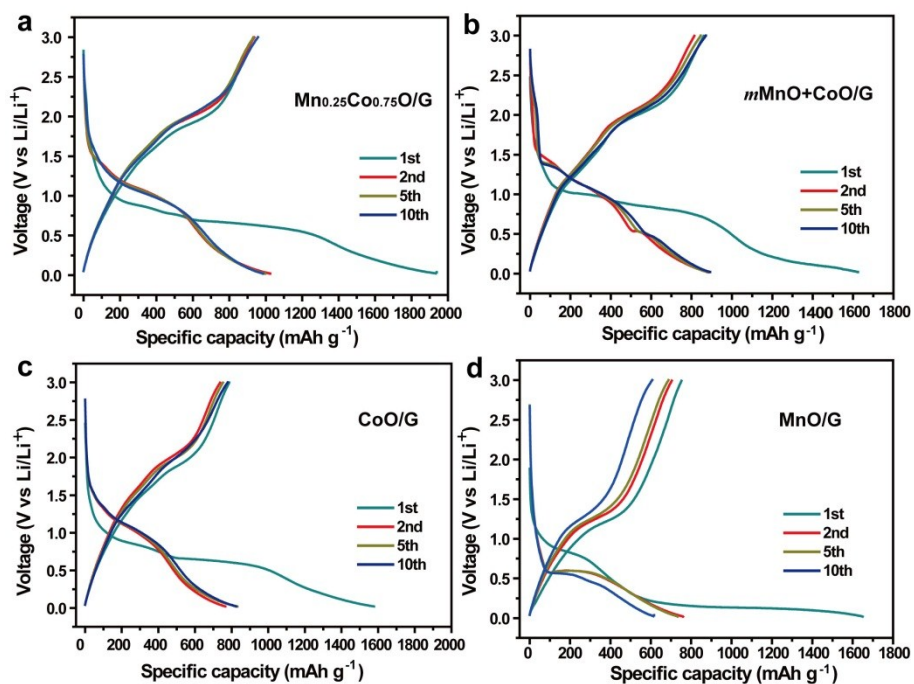 a
Mn0.25Co0.75O/G
1st
2nd
5th
10th
Voltage (V vs Li/Li+)
3.0
2.5
2.0
1.5
1.0
0.5
0.0
0 200 400 600 800 1000 1200 1400 1600 1800 2000
Specific capacity (mAh g-1)
b
mMnO+CoO/G
1st
2nd
5th
10th
Voltage (V vs Li/Li+)
3.0
2.5
2.0
1.5
1.0
0.5
0.0
0 200 400 600 800 1000 1200 1400 1600 1800
Specific capacity (mAh g-1)
c
CoO/G
1st
2nd
5th
10th
Voltage (V vs Li/Li+)
3.0
2.5
2.0
1.5
1.0
0.5
0.0
0 200 400 600 800 1000 1200 1400 1600 1800 2000
Specific capacity (mAh g-1)
d
MnO/G
1st
2nd
5th
10th
Voltage (V vs Li/Li+)
3.0
2.5
2.0
1.5
1.0
0.5
0.0
0 200 400 600 800 1000 1200 1400 1600 1800
Specific capacity (mAh g-1)